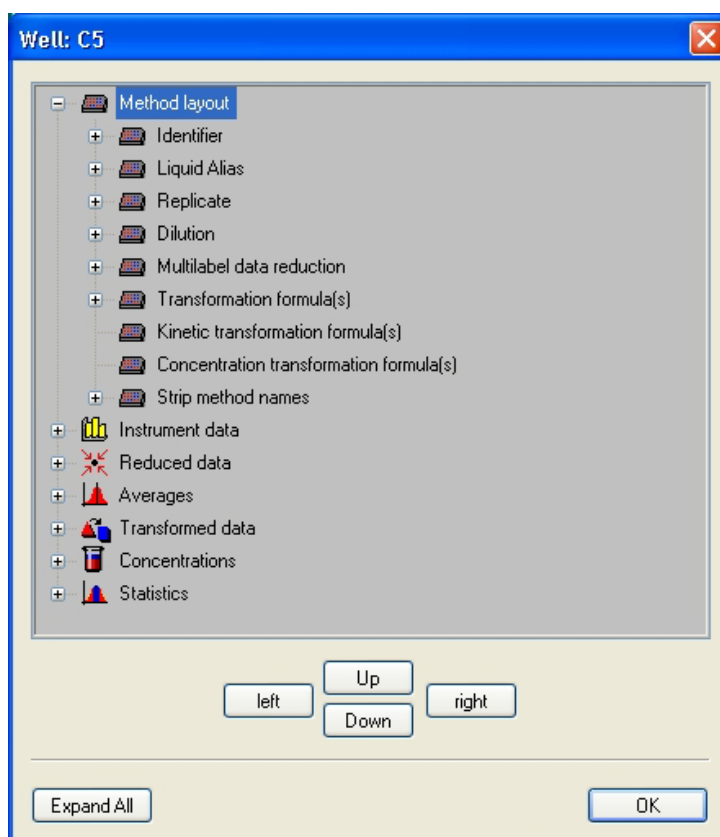 Well: C5
Method layout
Identifier
Liquid Alias
Replicate
Dilution
Multilabel data reduction
Transformation formula(s)
Kinetic transformation formula(s)
Concentration transformation formula(s)
Strip method names
Instrument data
Reduced data
Averages
Transformed data
Concentrations
Statistics
Up
left
right
Down
Expand All
OK